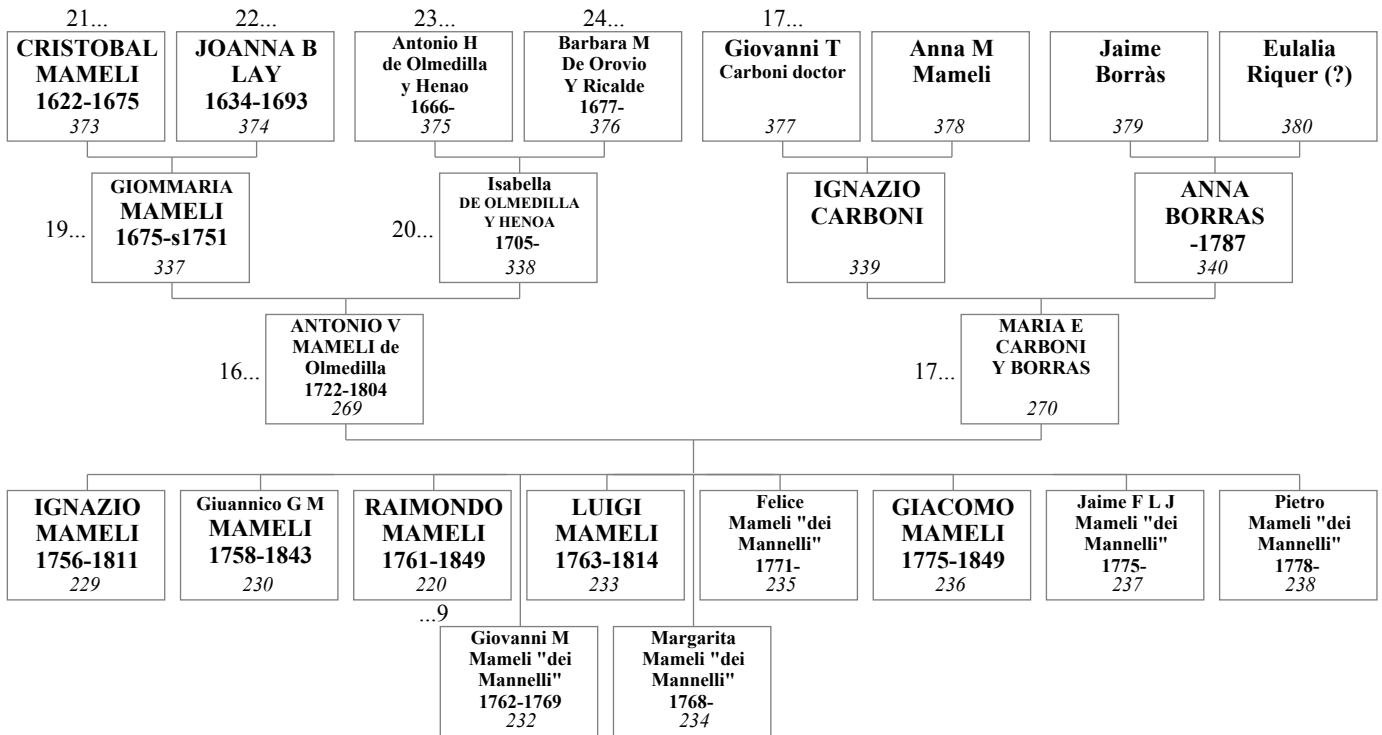 21...
22...
23...
24...
17...
CRISTOBAL
MAMELI
1622-1675
373
JOANNA B
LAY
1634-1693
374
Antonio H
de Olmedilla
y Henao
1666-
375
Barbara M
De Orovio
Y Ricalde
1677-
376
Giovanni T
Carboni doctor
377
Anna M
Mameli
378
Jaime
Borràs
379
Eulalia
Riquer (?)
380
19...
GIOMMARIA
MAMELI
1675-s1751
337
20...
Isabella
DE OLMEDILLA
Y HENOA
1705-
338
IGNAZIO
CARBONI
339
ANNA
BORRAS
-1787
340
16...
ANTONIO V
MAMELI de
Olmedilla
1722-1804
269
17...
MARIA E
CARBONI
Y BORRAS
270
IGNAZIO
MAMELI
1756-1811
229
Giuannico G M
MAMELI
1758-1843
230
RAIMONDO
MAMELI
1761-1849
220
...9
LUIGI
MAMELI
1763-1814
233
Felice
Mameli "dei
Mannelli"
1771-
235
GIACOMO
MAMELI
1775-1849
236
Jaime F L J
Mameli "dei
Mannelli"
1775-
237
Pietro
Mameli "dei
Mannelli"
1778-
238
Giovanni M
Mameli "dei
Mannelli"
1762-1769
232
Margarita
Mameli "dei
Mannelli"
1768-
234